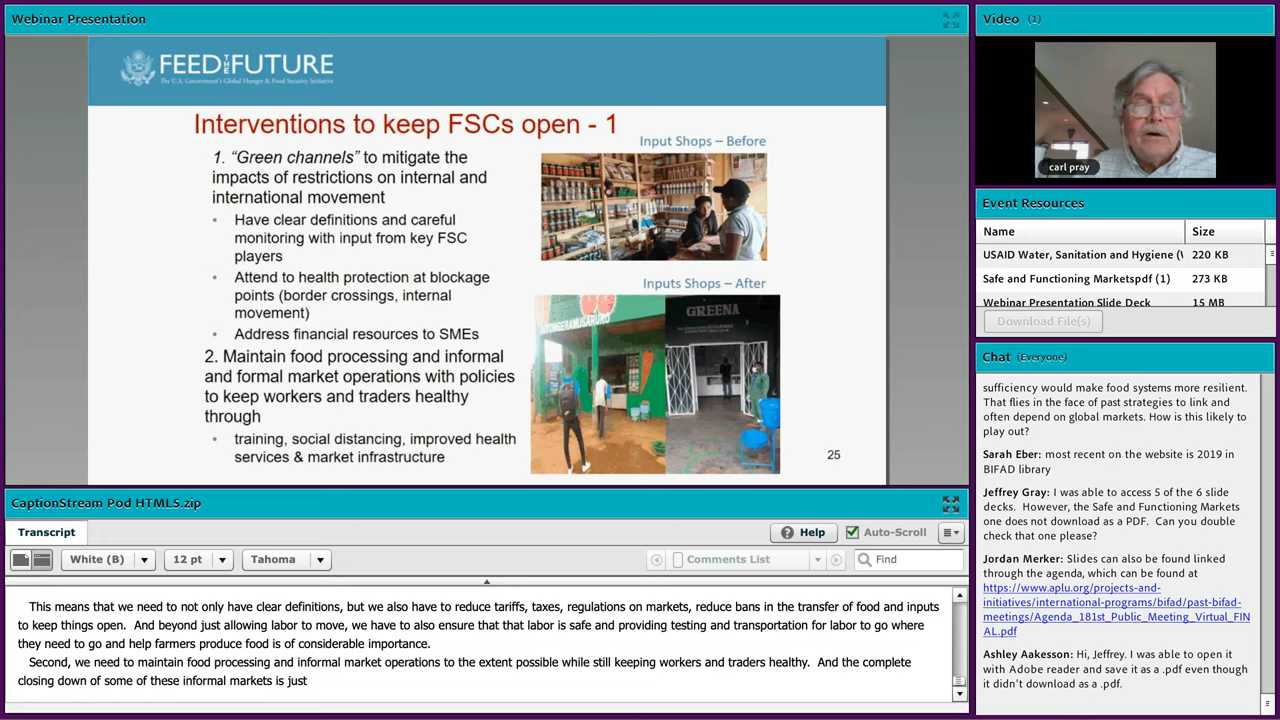 Webinar Presentation
FEED THE FUTURE
The U.S. Government's Global Hunger & Food Security Initiative
Interventions to keep FSCs open - 1
1. "Green channels" to mitigate the
impacts of restriction in internal and
international movement
• Have clear definitions and careful
monitoring with input from key FSC
players
• Attend to health protection at blockage
points (border crossings, internal
movement)
• Address financial resources to SMEs
2. Maintain food processing and informal
and formal market operations with policies
to keep workers and traders healthy
through
• training, social distancing, improved health
services & market infrastructure
Input Shops – Before
Inputs Shops – After
GREENA
25
CaptionStream Pod HTML5.zip
Transcript
Help
Auto-Scroll
White (B)
12 pt
Tahoma
Comments List
Find
This means that we need to not only have clear definitions, but we also have to reduce tariffs, taxes, regulations on markets, reduce bans in the transfer of food and inputs
to keep things open. And beyond just allowing labor to move, we have to also ensure that that labor is safe and providing testing and transportation for labor to go where
they need to go and help farmers produce food is of considerable importance.
Second, we need to maintain food processing and informal market operations to the extent possible while still keeping workers and traders healthy. And the complete
closing down of some of these informal markets is just
Video (1)
carl pray
Event Resources
Name Size
USAID Water, Sanitation and Hygiene (V 220 KB
Safe and Functioning Marketspdf (1) 273 KB
Webinar Presentation Slide Deck 15 MB
Download File(s)
Chat (Everyone)
sufficiency would make food systems more resilient.
That flies in the face of past strategies to link and
often depend on global markets. How is this likely to
play out?
Sarah Eber: most recent on the website is 2019 in
BIFAD library
Jeffrey Gray: I was able to access 5 of the 6 slide
decks. However, the Safe and Functioning Markets
one does not download as a PDF. Can you double
check that one please?
Jordan Merker: Slides can also be found linked
through the agenda, which can be found at
https://www.aplu.org/projects-and-
initiatives/international-programs/bifad/past-bifad-
meetings/Agenda_181st_Public_Meeting_Virtual_FIN
AL.pdf
Ashley Aakesson: Hi, Jeffrey. I was able to open it
with Adobe reader and save it as a .pdf even though
it didn't download as a .pdf.